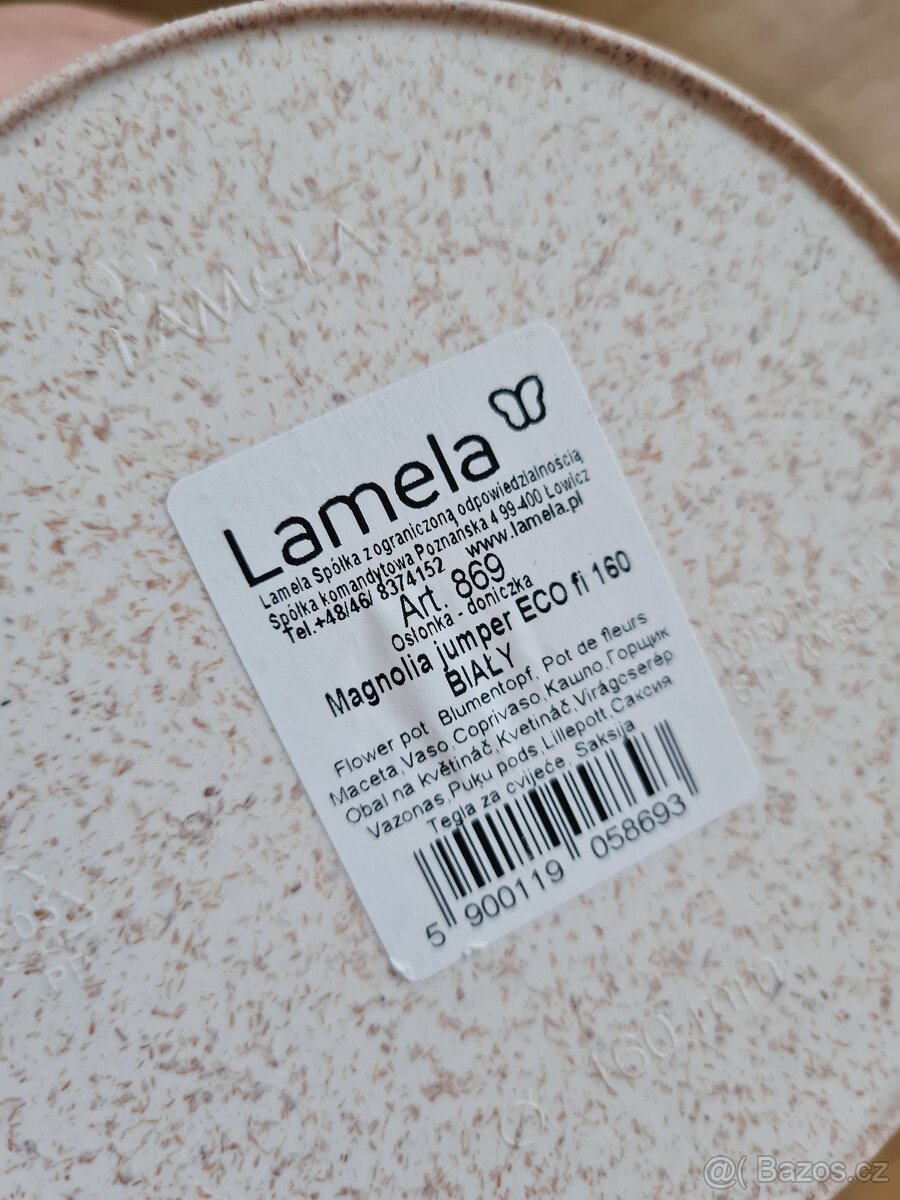 LAMELA
Lamela
Lamela Spółka z ograniczoną odpowiedzialnością
Spółka komandytowa Poznańska 4 99-400 Łowicz
Tel.+48/46/ 8374152 www.lamela.pl
Art. 869
Osłonka - doniczka
Magnolia jumper ECO fi 160
BIAŁY
Flower pot, Blumentopf, Pot de fleurs
Maceta,Vaso,Coprivaso,Кашпо,Горщик
Obal na květináč,Kvetináč,Virágcserép
Vazonas,Puķu pods,Lillepott,Саксия
Tegla za cvijeće, Saksija
5 900119 058693
160 mm
@( Bazos.cz